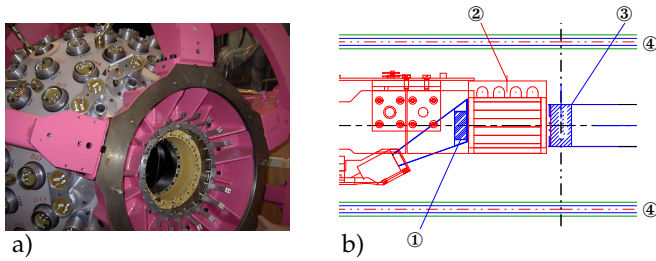 ② ③
④
④
①
a) b)